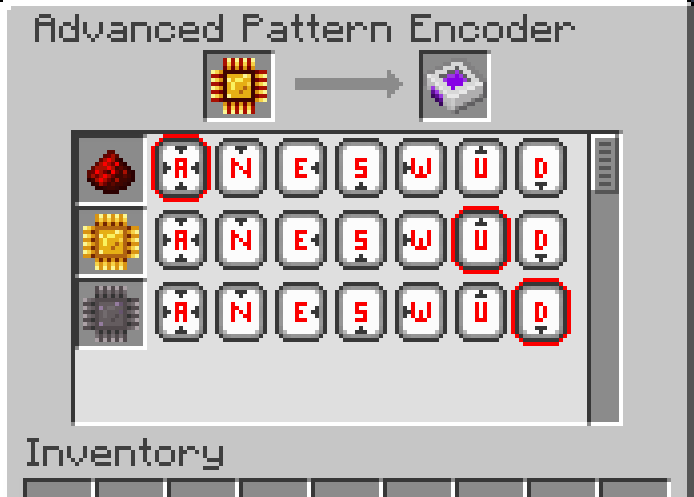 Advanced Pattern Encoder
A N E S W U D
A N E S W U D
A N E S W U D
Inventory